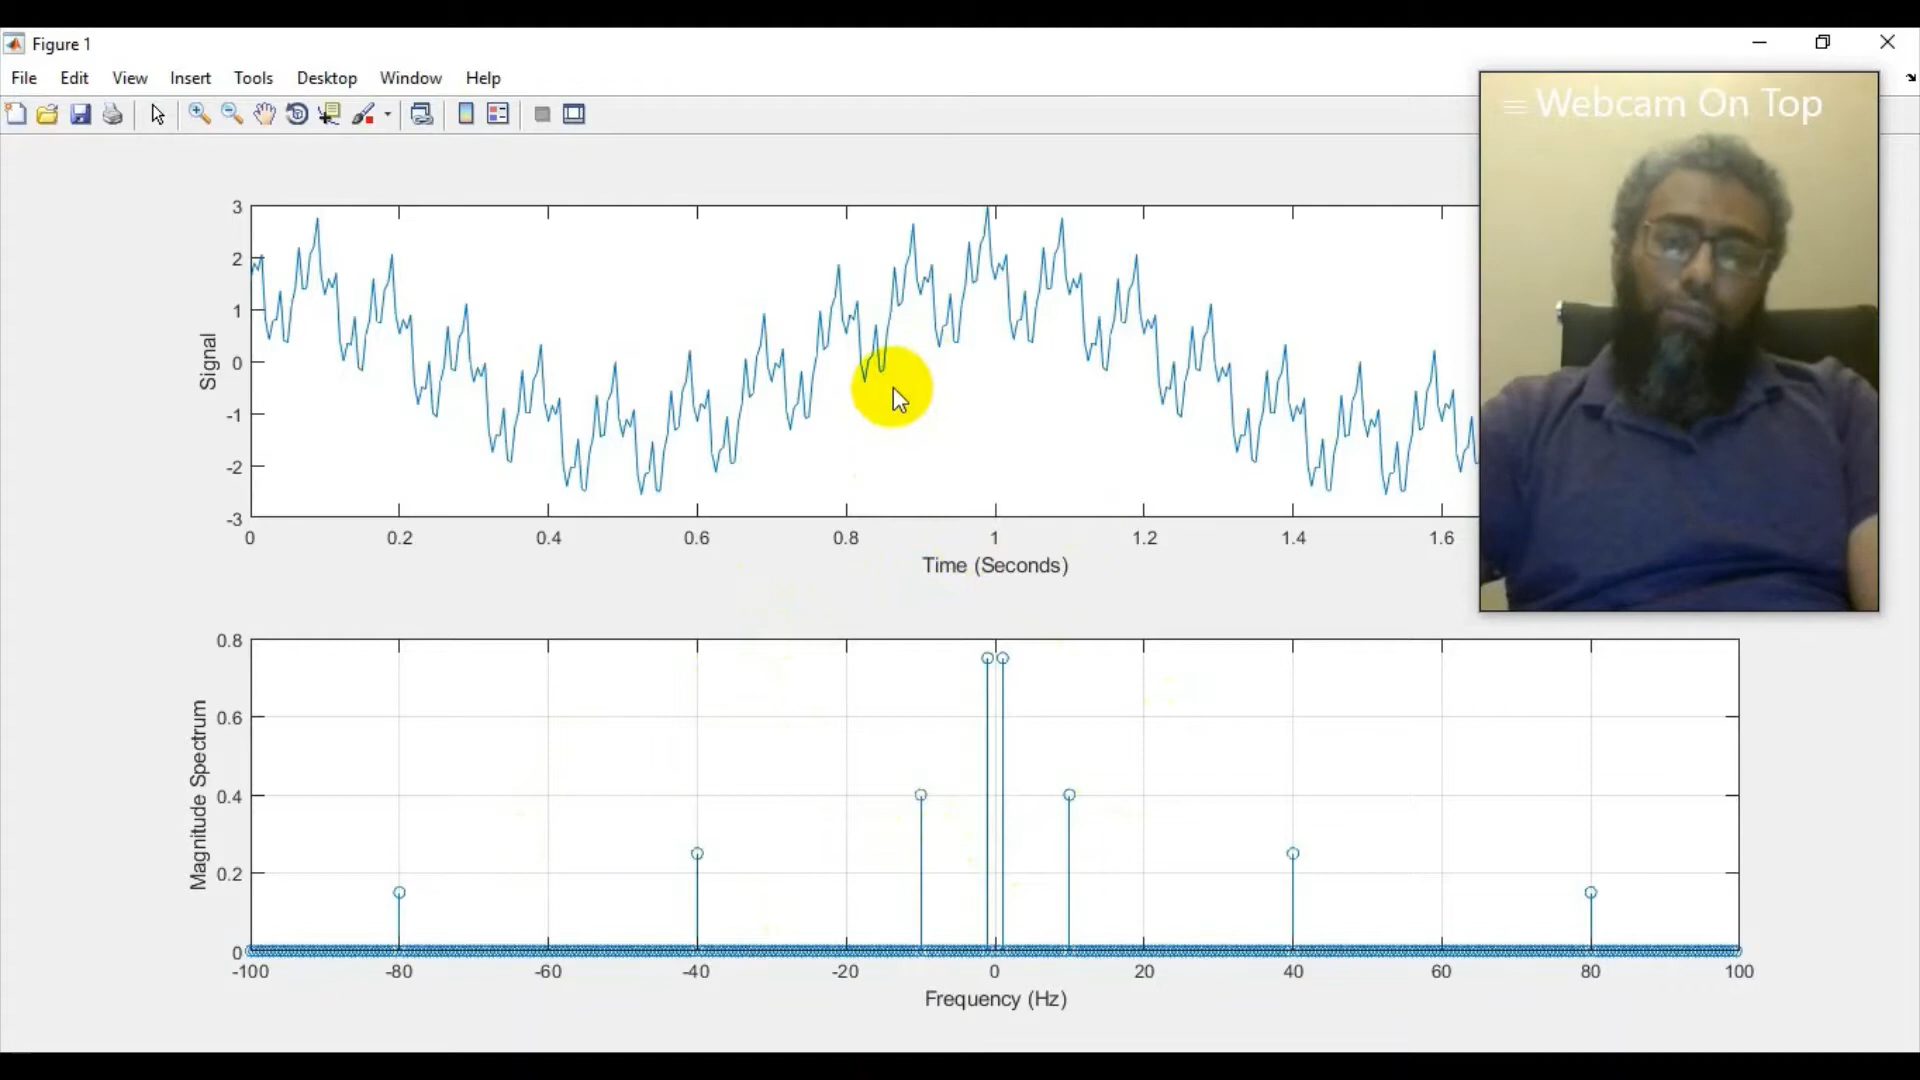 Figure 1
File Edit View Insert Tools Desktop Window Help
Webcam On Top
3
2
1
0
-1
-2
-3
Signal
0 0.2 0.4 0.6 0.8 1 1.2 1.4 1.6
Time (Seconds)
0.8
0.6
0.4
0.2
0
Magnitude Spectrum
-100 -80 -60 -40 -20 0 20 40 60 80 100
Frequency (Hz)